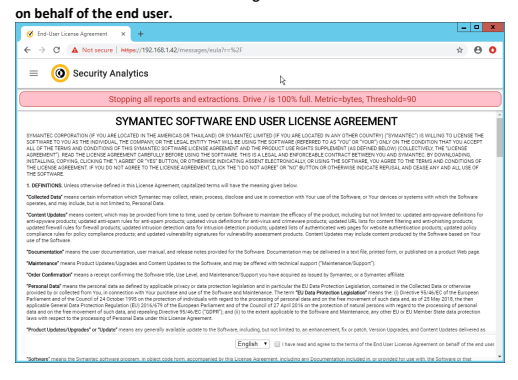 on behalf of the end user.
End-User License Agreement
Not secure | https://192.168.1.42/messages/eula?r=%2F
Security Analytics
Stopping all reports and extractions. Drive / is 100% full. Metric=bytes, Threshold=90
SYMANTEC SOFTWARE END USER LICENSE AGREEMENT
SYMANTEC CORPORATION (IF YOU ARE LOCATED IN THE AMERICAS OR THAILAND) OR SYMANTEC LIMITED (IF YOU ARE LOCATED IN ANY OTHER COUNTRY) ("SYMANTEC") IS WILLING TO LICENSE THE
SOFTWARE TO YOU AS THE INDIVIDUAL, THE COMPANY, OR THE LEGAL ENTITY THAT WILL BE USING THE SOFTWARE (REFERRED TO AS "YOU" OR "YOUR") ONLY ON THE CONDITION THAT YOU ACCEPT
ALL OF THE TERMS AND CONDITIONS OF THIS SYMANTEC SOFTWARE LICENSE AGREEMENT AND THE PRODUCT USE RIGHTS SUPPLEMENT (AS DEFINED BELOW) (COLLECTIVELY, THE "LICENSE
AGREEMENT"). READ THE LICENSE AGREEMENT CAREFULLY BEFORE USING THE SOFTWARE. THIS IS A LEGAL AND ENFORCEABLE CONTRACT BETWEEN YOU AND SYMANTEC. BY DOWNLOADING,
INSTALLING, COPYING, CLICKING THE "I AGREE" OR "YES" BUTTON, OR OTHERWISE INDICATING ASSENT ELECTRONICALLY, OR USING THE SOFTWARE, YOU AGREE TO THE TERMS AND CONDITIONS OF
THE LICENSE AGREEMENT. IF YOU DO NOT AGREE TO THE LICENSE AGREEMENT, CLICK THE "I DO NOT AGREE" OR "NO" BUTTON OR OTHERWISE INDICATE REFUSAL AND CEASE ANY AND ALL USE OF
THE SOFTWARE.
1. DEFINITIONS. Unless otherwise defined in this License Agreement, capitalized terms will have the meaning given below.
"Collected Data" means certain information which Symantec may collect, retain, process, disclose and use in connection with Your use of the Software, or Your devices or systems with which the Software
operates, and may include, but is not limited to, Personal Data.
"Content Updates" means content, which may be provided from time to time, used by certain Software to maintain the efficacy of the product, including but not limited to: updated anti-spyware definitions for
anti-spyware products; updated anti-spam rules for anti-spam products; updated virus definitions for anti-virus and crimeware products; updated URL lists for content filtering and anti-phishing products;
updated firewall rules for firewall products; updated intrusion detection data for intrusion detection products; updated lists of authenticated web pages for website authentication products; updated policy
compliance rules for policy compliance products; and updated vulnerability signatures for vulnerability assessment products. Content Updates may include content produced by the Software based on Your
use of the Software.
"Documentation" means the user documentation, user manual, and release notes provided for the Software. Documentation may be delivered in a text file, printed form, or published on a product Web page.
"Maintenance" means Product Updates/Upgrades and Content Updates to the Software, and may be offered with technical support ("Maintenance/Support").
"Order Confirmation" means a receipt confirming the Software title, Use Level, and Maintenance/Support you have acquired as issued by Symantec, or a Symantec affiliate.
"Personal Data" means the personal data as defined by applicable privacy or data protection legislation and in particular the EU Data Protection Legislation, contained in the Collected Data or otherwise
provided by or collected from You, in connection with Your purchase and use of the Software and Maintenance. The term "EU Data Protection Legislation" means the: (i) Directive 95/46/EC of the European
Parliament and of the Council of 24 October 1995 on the protection of individuals with regard to the processing of personal data and on the free movement of such data and, as of 25 May 2018, the then
applicable General Data Protection Regulation (EU) 2016/679 of the European Parliament and of the Council of 27 April 2016 on the protection of natural persons with regard to the processing of personal
data and on the free movement of such data, and repealing Directive 95/46/EC ("GDPR"); and (ii) to the extent applicable to the Software and Maintenance, any other EU or EU Member State data protection
laws with respect to the processing of Personal Data under this License Agreement.
"Product Updates/Upgrades" or "Update" means any generally available update to the Software, including, but not limited to, an enhancement, fix or patch, Version Upgrades, and Content Updates delivered as
English I have read and agree to the terms of the End User License Agreement on behalf of the end user.
"Software" means the Symantec software program, in object code form, accompanied by this License Agreement, including any Documentation included in, or provided for use with, the Software or that